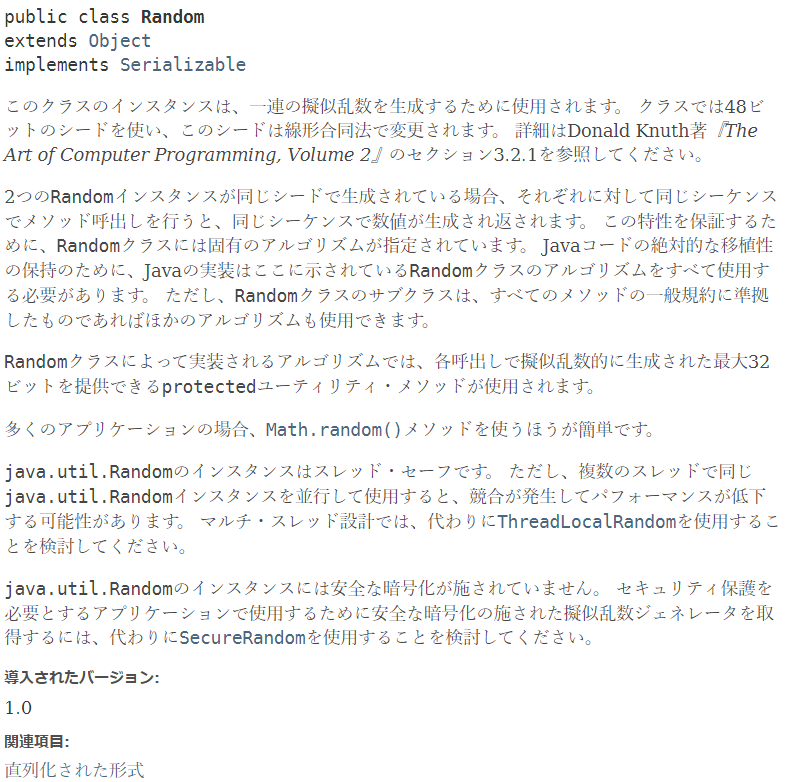 public class Random
extends Object
implements Serializable
このクラスのインスタンスは、一連の擬似乱数を生成するために使用されます。 クラスでは48ビ
ットのシードを使い、このシードは線形合同法で変更されます。 詳細はDonald Knuth著『The
Art of Computer Programming, Volume 2』のセクション3.2.1を参照してください。
2つのRandomインスタンスが同じシードで生成されている場合、それぞれに対して同じシーケンス
でメソッド呼出しを行うと、同じシーケンスで数値が生成され返されます。 この特性を保証するた
めに、Randomクラスには固有のアルゴリズムが指定されています。 Javaコードの絶対的な移植性
の保持のために、Javaの実装はここに示されているRandomクラスのアルゴリズムをすべて使用す
る必要があります。 ただし、Randomクラスのサブクラスは、すべてのメソッドの一般規約に準拠
したものであればほかのアルゴリズムも使用できます。
Randomクラスによって実装されるアルゴリズムでは、各呼出しで擬似乱数的に生成された最大32
ビットを提供できるprotectedユーティリティ・メソッドが使用されます。
多くのアプリケーションの場合、Math.random()メソッドを使うほうが簡単です。
java.util.Randomのインスタンスはスレッド・セーフです。 ただし、複数のスレッドで同じ
java.util.Randomインスタンスを並行して使用すると、競合が発生してパフォーマンスが低下
する可能性があります。 マルチ・スレッド設計では、代わりにThreadLocalRandomを使用するこ
とを検討してください。
java.util.Randomのインスタンスには安全な暗号化が施されていません。 セキュリティ保護を
必要とするアプリケーションで使用するために安全な暗号化の施された擬似乱数ジェネレータを取
得するには、代わりにSecureRandomを使用することを検討してください。
導入されたバージョン:
1.0
関連項目:
直列化された形式